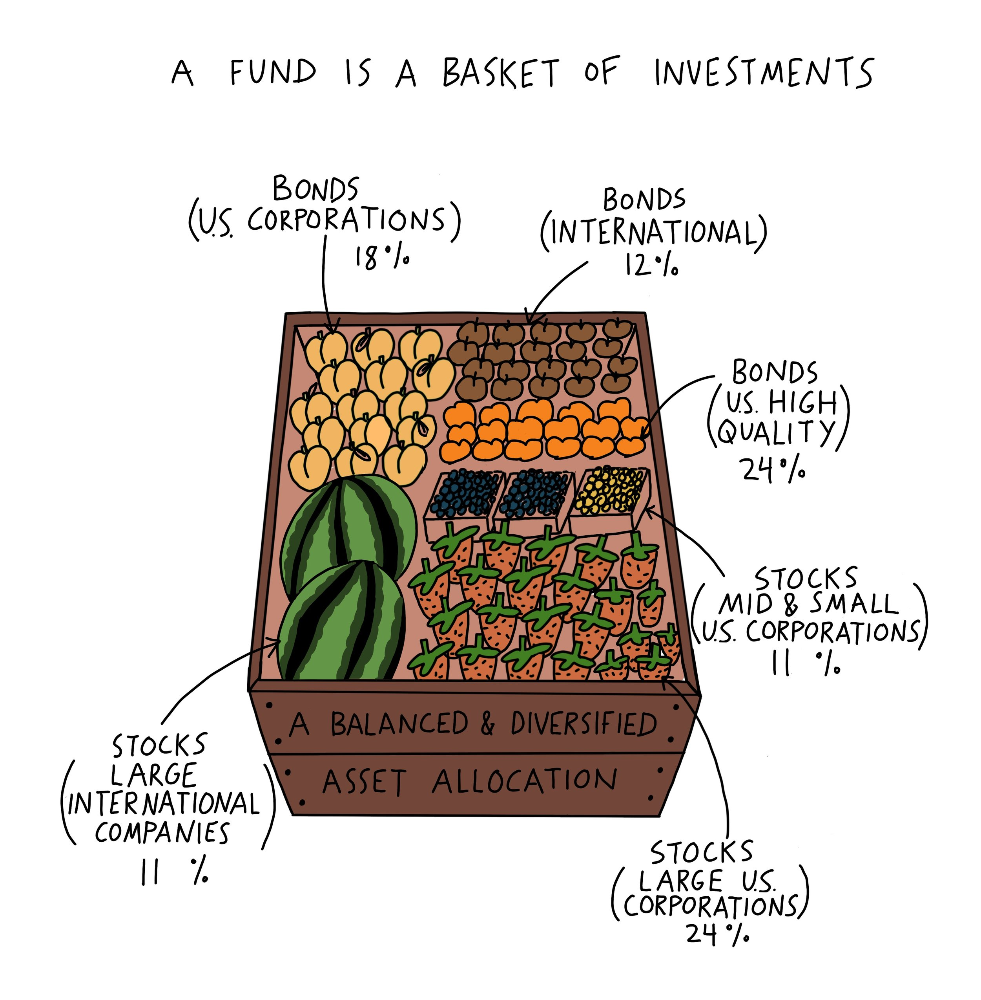 A FUND IS A BASKET OF INVESTMENTS
BONDS
(U.S. CORPORATIONS)
18%
BONDS
(INTERNATIONAL)
12%
BONDS
(U.S. HIGH
QUALITY)
24%
STOCKS
(MID & SMALL
U.S. CORPORATIONS)
11 %
A BALANCED & DIVERSIFIED
ASSET ALLOCATION
STOCKS
(LARGE
INTERNATIONAL
COMPANIES)
11 %
STOCKS
(LARGE U.S.
CORPORATIONS)
24%